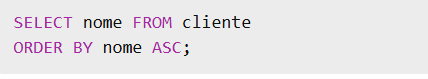 SELECT nome FROM cliente
ORDER BY nome ASC;